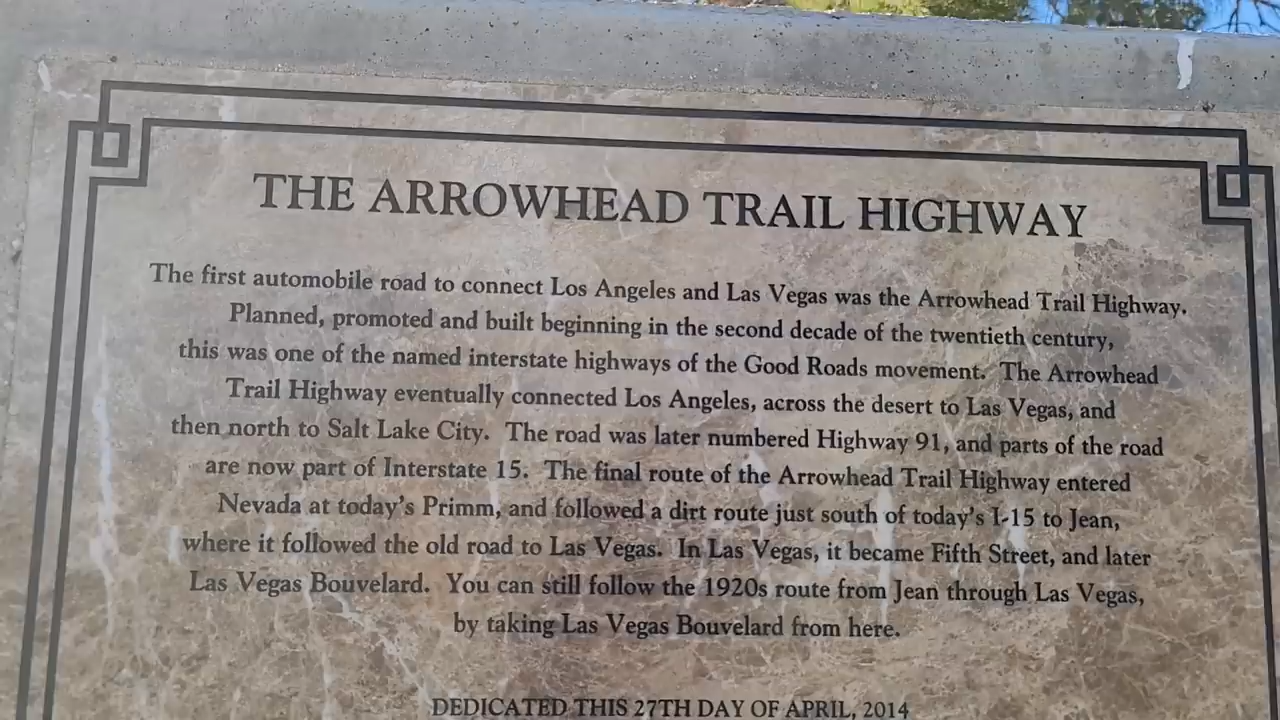 THE ARROWHEAD TRAIL HIGHWAY
The first automobile road to connect Los Angeles and Las Vegas was the Arrowhead Trail Highway.
Planned, promoted and built beginning in the second decade of the twentieth century,
this was one of the named interstate highways of the Good Roads movement. The Arrowhead
Trail Highway eventually connected Los Angeles, across the desert to Las Vegas, and
then north to Salt Lake City. The road was later numbered Highway 91, and parts of the road
are now part of Interstate 15. The final route of the Arrowhead Trail Highway entered
Nevada at today's Primm, and followed a dirt route just south of today's I-15 to Jean,
where it followed the old road to Las Vegas. In Las Vegas, it became Fifth Street, and later
Las Vegas Bouvelard. You can still follow the 1920s route from Jean through Las Vegas,
by taking Las Vegas Bouvelard from here.
DEDICATED THIS 27TH DAY OF APRIL, 2014